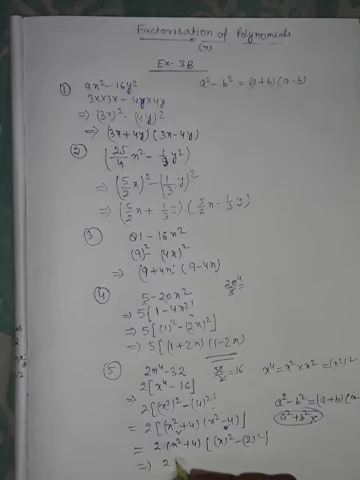 Factorisation of Polynomials
Ex-3B
① 9x² - 16y²
a² - b² = (a+b) (a-b)
3x × 3x - 4y × 4y
⇒ (3x)² - (4y)²
⇒ (3x+4y) (3x-4y)
② (25/4 x² - 1/9 y²)
⇒ (5/2 x)² - (1/3 y)²
⇒ (5/2 x + 1/3 y) (5/2 x - 1/3 y)
③ 81 - 16x²
(9)² - (4x)²
⇒ (9+4x) (9-4x)
④ 5 - 20x²
⇒ 5[1 - 4x²]
⇒ 5[(1)² - (2x)²]
⇒ 5[(1+2x) (1-2x)
⑤ 2x⁴ - 32
32/2 = 16
x⁴ = x² × x² = (x²)²
⇒ 2[x⁴ - 16]
⇒ 2[(x²)² - (4)²]
a² - b² = (a+b) (a-
= 2[(x²+4) (x²-4)]
a² + b²
= 2 (x²+4) [(x)² - (2)²]
⇒ 2